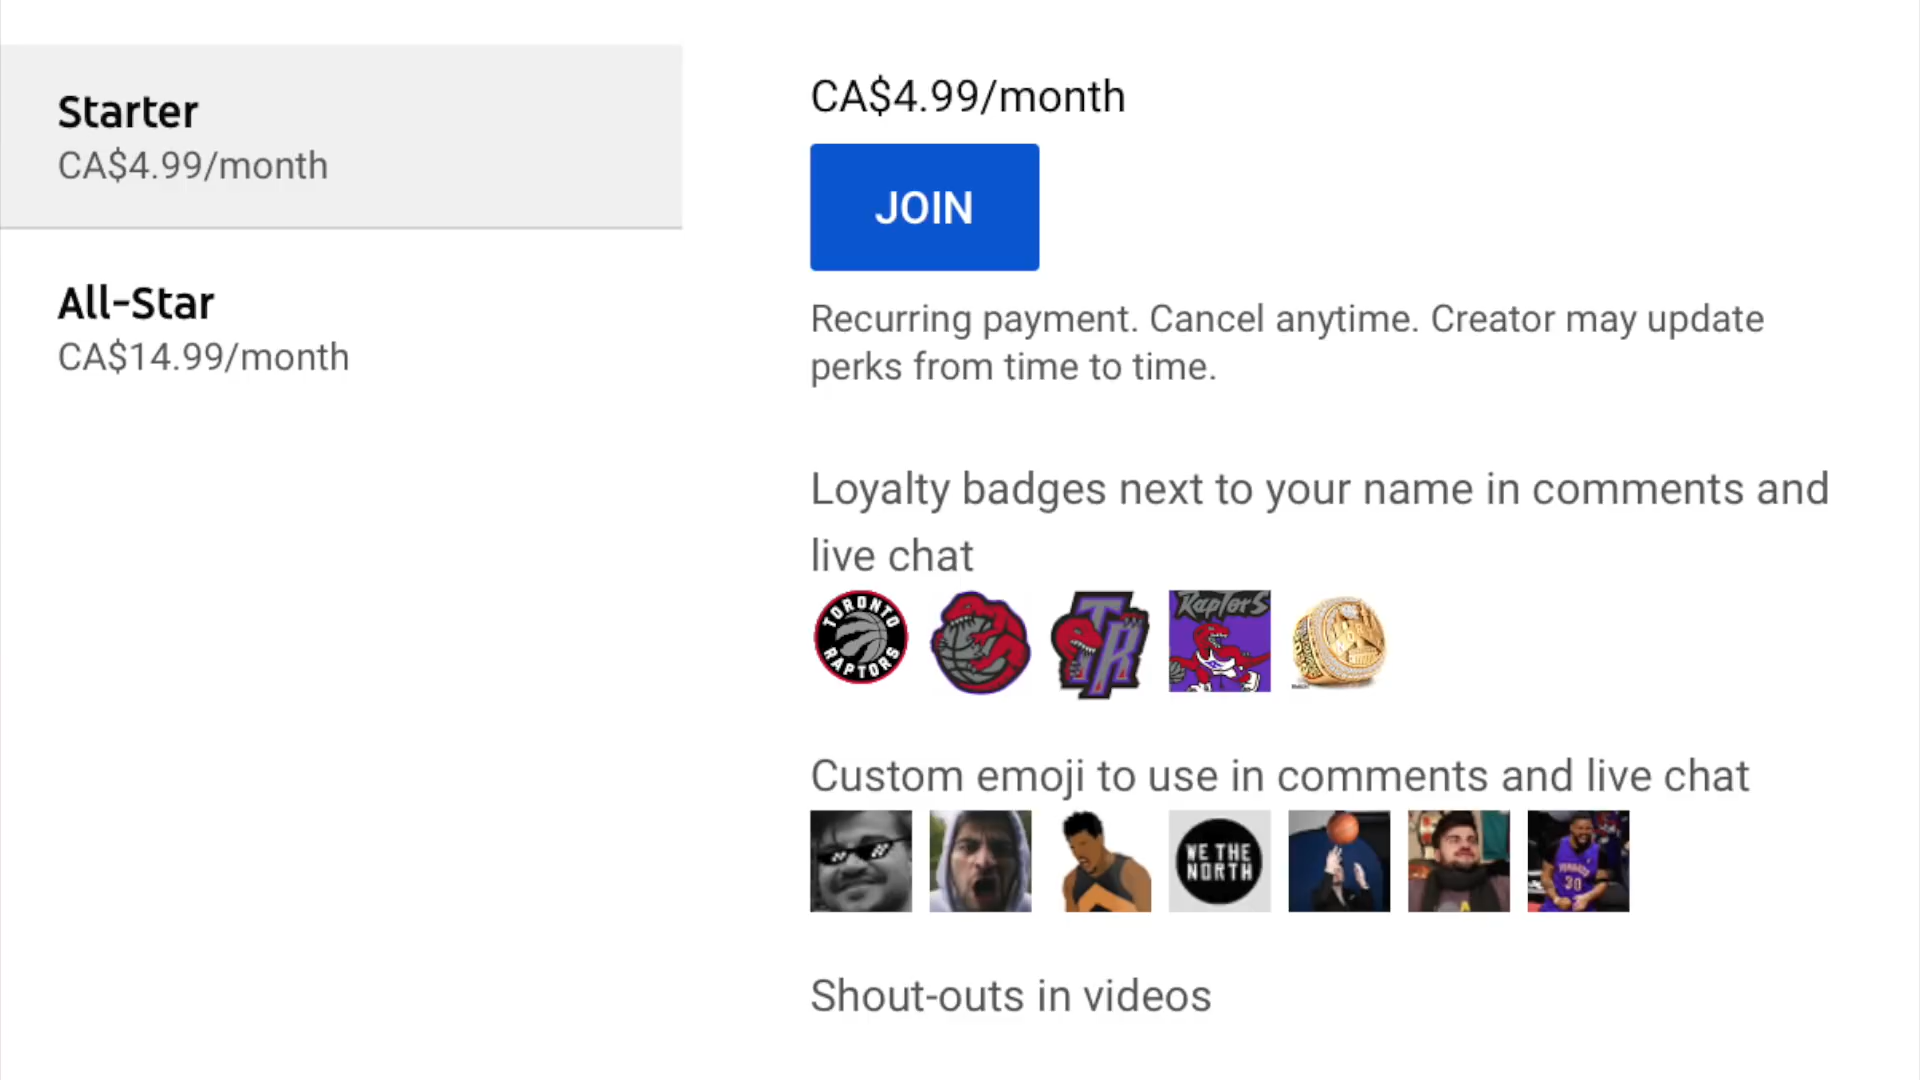 Starter
CA$4.99/month
All-Star
CA$14.99/month
CA$4.99/month
JOIN
Recurring payment. Cancel anytime. Creator may update
perks from time to time.
Loyalty badges next to your name in comments and
live chat
TORONTO
RAPTORS
TR
RapTorS
Custom emoji to use in comments and live chat
WE THE
NORTH
30
Shout-outs in videos